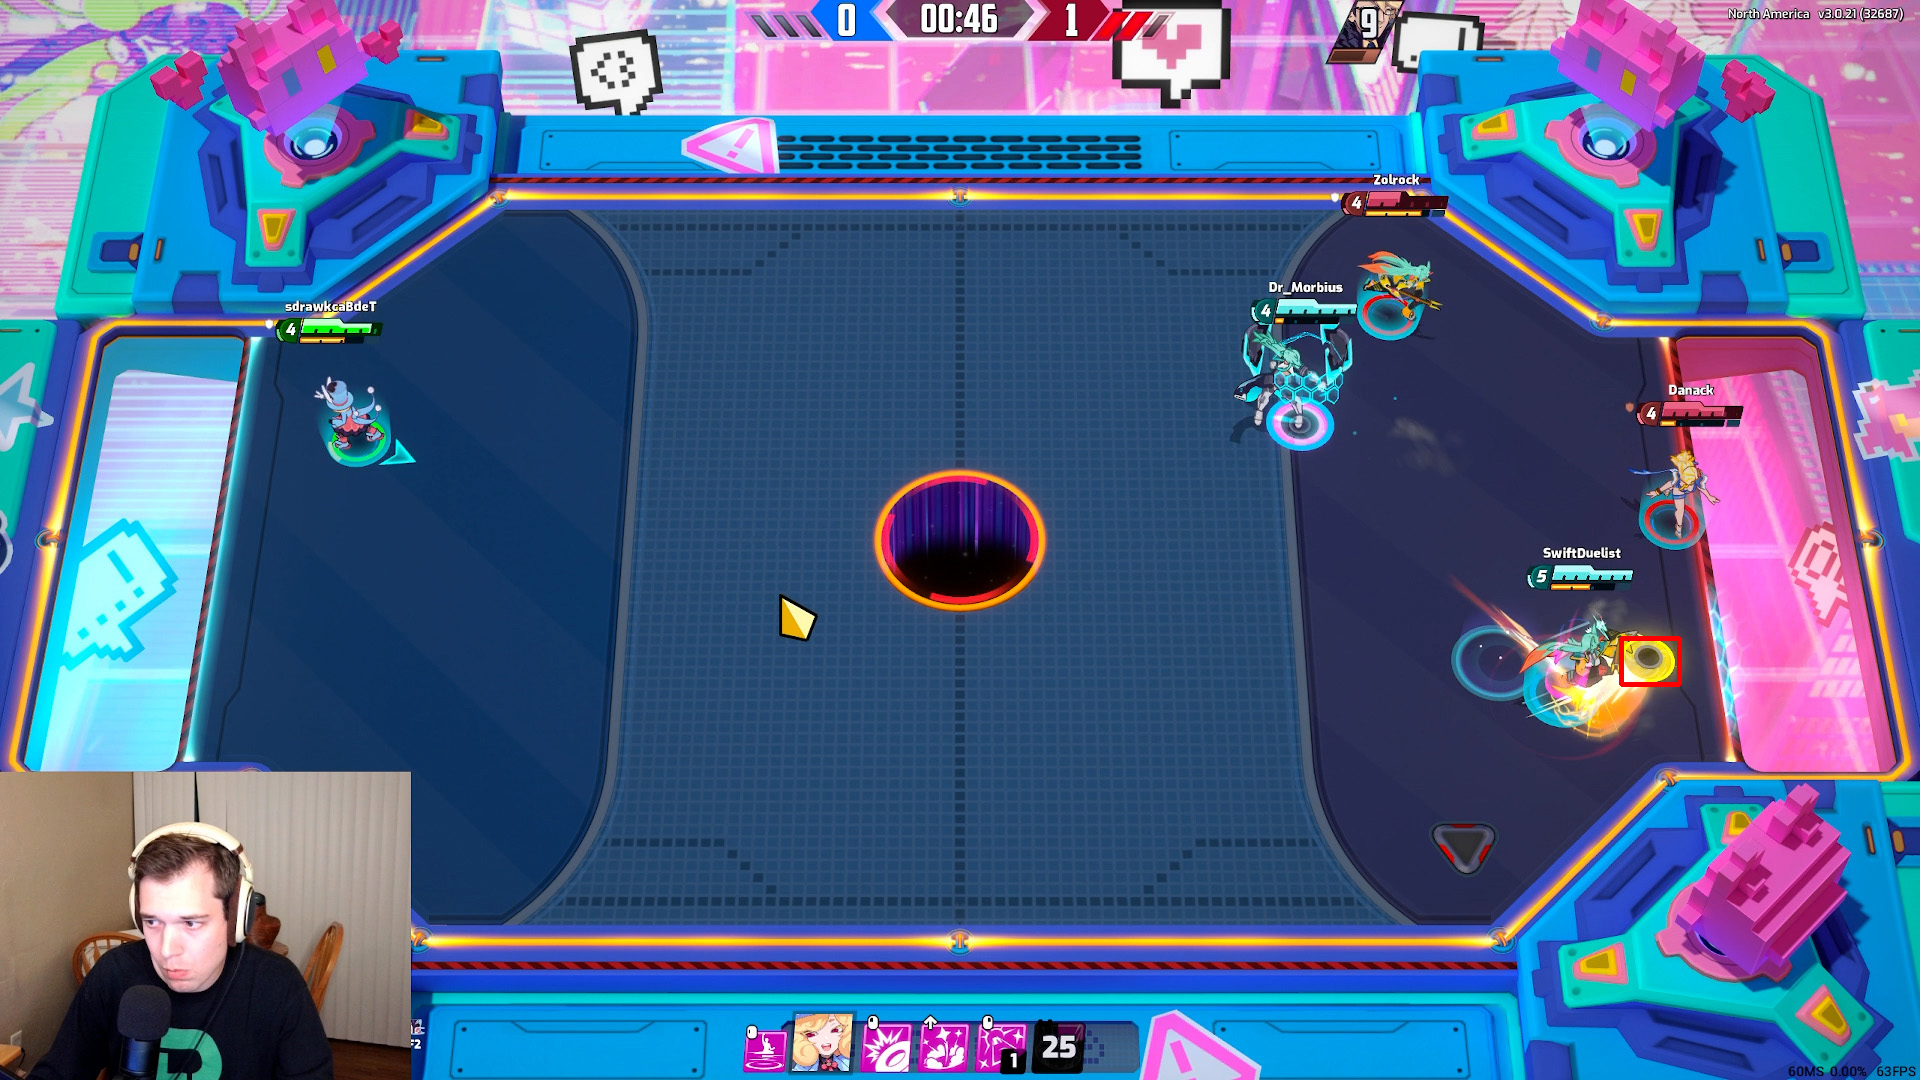 0
00:46
1
9
North America v3.0.21 (32687)
Zolrock
4
Dr_Morbius
4
sdrawkcaBdeT
4
Danack
4
SwiftDuelist
5
F2
1
25
60MS 0.00% 63FPS